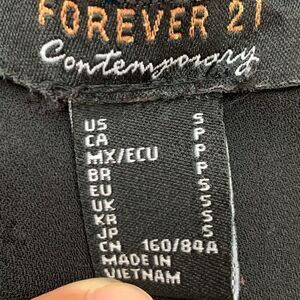 FOREVER 21
Contemporary
US S
CA P
MX/ECU P
BR P
EU S
UK S
KR S
JP S
CN 160/84A
MADE IN
VIETNAM